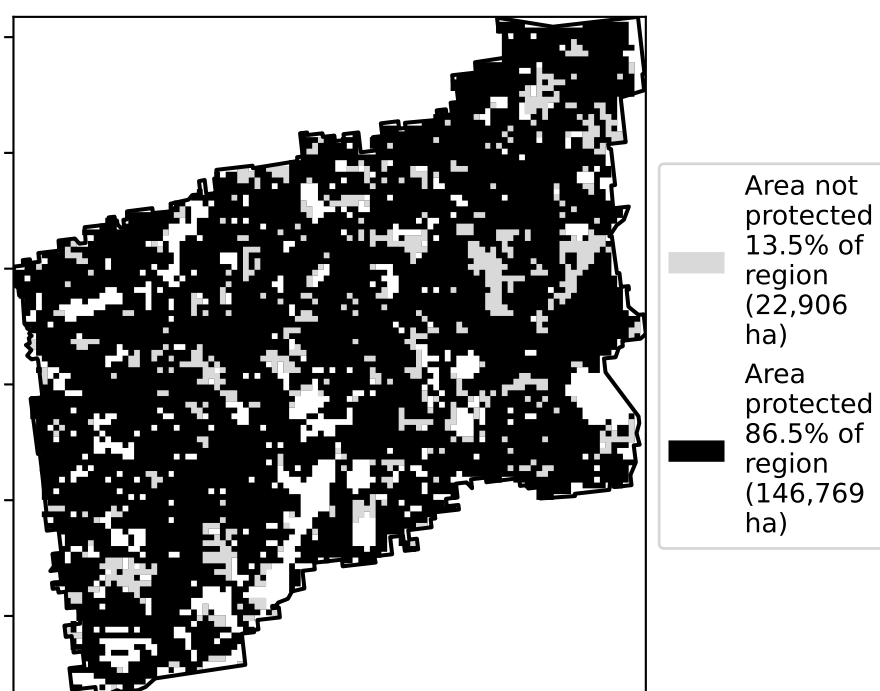 Area not
protected
13.5% of
region
(22,906
ha)
Area
protected
86.5% of
region
(146,769
ha)